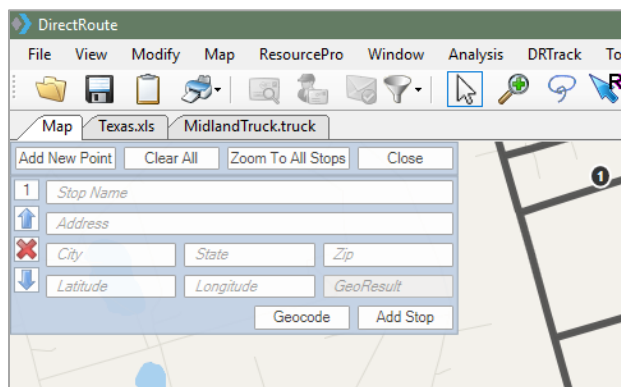 DirectRoute
File View Modify Map ResourcePro Window Analysis DRTrack
R
Map Texas.xls MidlandTruck.truck
Add New Point Clear All Zoom To All Stops Close
1
1 Stop Name
Address
City State Zip
Latitude Longitude GeoResult
Geocode Add Stop